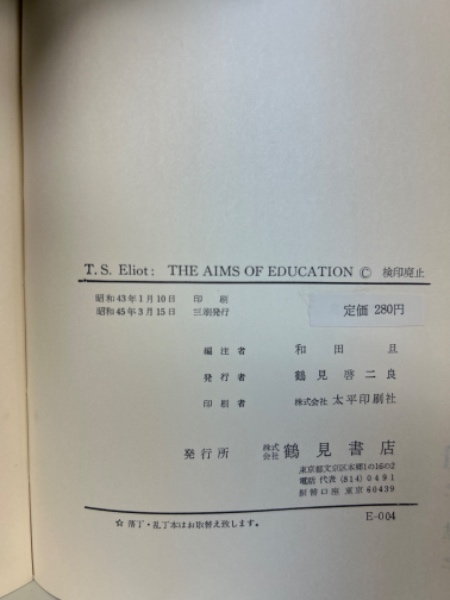 T. S. Eliot: THE AIMS OF EDUCATION © 検印廃止
昭和43年1月10日 印刷
昭和45年3月15日 三刷発行
定価 280円
編注者 和田旦
発行者 鶴見啓二良
印刷者 株式会社 太平印刷社
発行所 株式会社 鶴見書店
東京都文京区本郷1の16の2
電話 代表 (814) 0491
振替口座 東京 60439
E-004
☆ 落丁・乱丁本はお取替え致します。